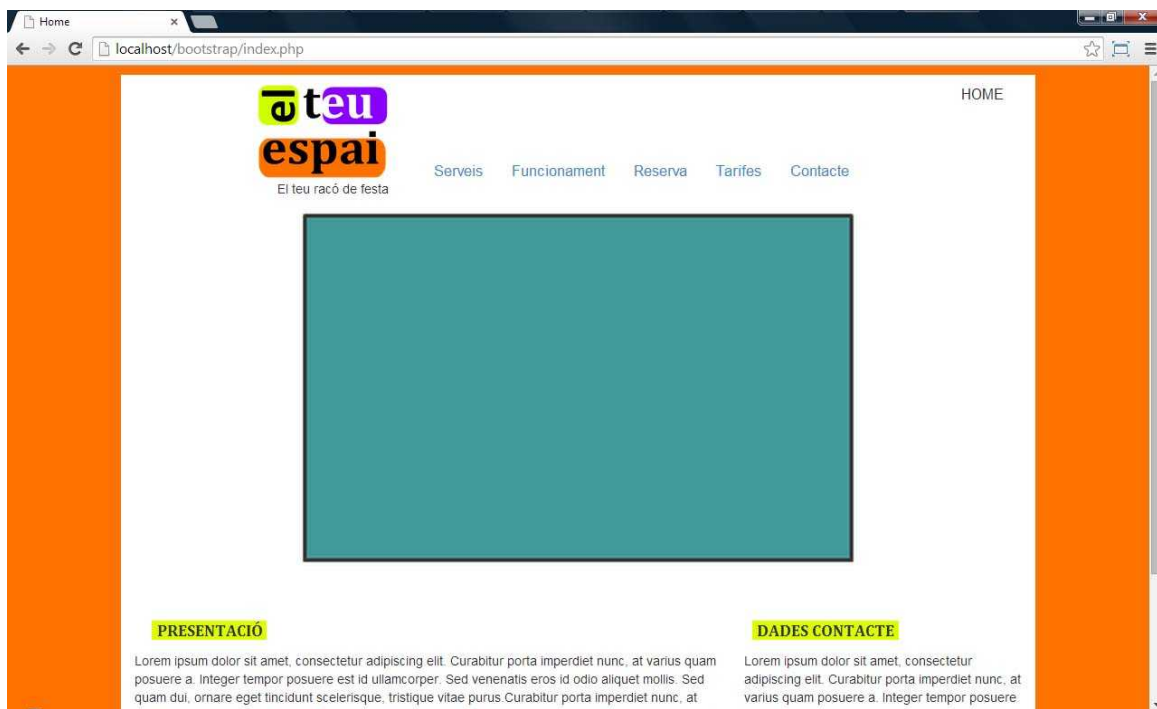 Home
localhost/bootstrap/index.php
el teu
espai
El teu racó de festa
HOME
Serveis Funcionament Reserva Tarifes Contacte
PRESENTACIÓ
Lorem ipsum dolor sit amet, consectetur adipiscing elit. Curabitur porta imperdiet nunc, at varius quam
posuere a. Integer tempor posuere est id ullamcorper. Sed venenatis eros id odio aliquet mollis. Sed
quam dui, ornare eget tincidunt scelerisque, tristique vitae purus.Curabitur porta imperdiet nunc, at
DADES CONTACTE
Lorem ipsum dolor sit amet, consectetur
adipiscing elit. Curabitur porta imperdiet nunc, at
varius quam posuere a. Integer tempor posuere